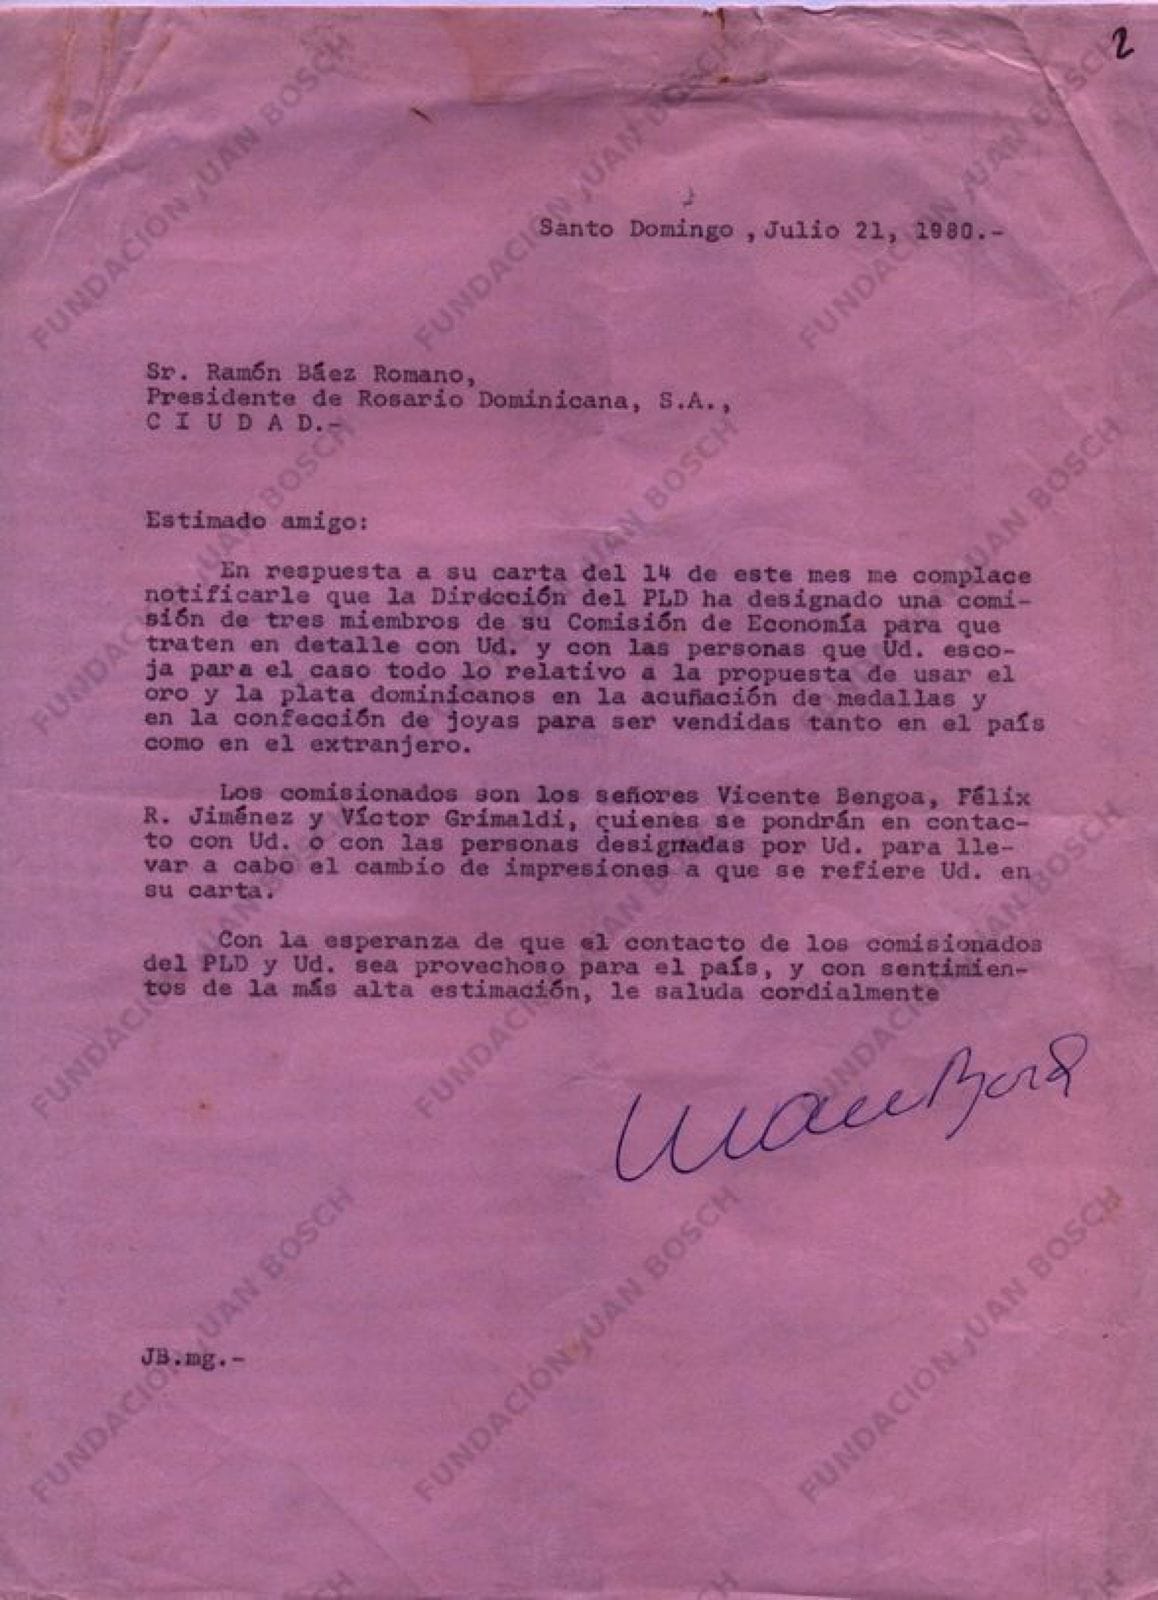 2
Santo Domingo , Julio 21, 1980.-
Sr. Ramón Báez Romano,
Presidente de Rosario Dominicana, S.A.,
C I U D A D.-
Estimado amigo:
En respuesta a su carta del 14 de este mes me complace
notificarle que la Dirección del PLD ha designado una comi-
sión de tres miembros de su Comisión de Economía para que
traten en detalle con Ud. y con las personas que Ud. esco-
ja para el caso todo lo relativo a la propuesta de usar el
oro y la plata dominicanos en la acuñación de medallas y
en la confección de joyas para ser vendidas tanto en el país
como en el extranjero.
Los comisionados son los señores Vicente Bengoa, Félix
R. Jiménez y Víctor Grimaldi, quienes se pondrán en contac-
to con Ud. o con las personas designadas por Ud. para lle-
var a cabo el cambio de impresiones a que se refiere Ud. en
su carta.
Con la esperanza de que el contacto de los comisionados
del PLD y Ud. sea provechoso para el país, y con sentimien-
tos de la más alta estimación, le saluda cordialmente
Juan Bosch
JB.mg.-
FUNDACION JUAN BOSCH